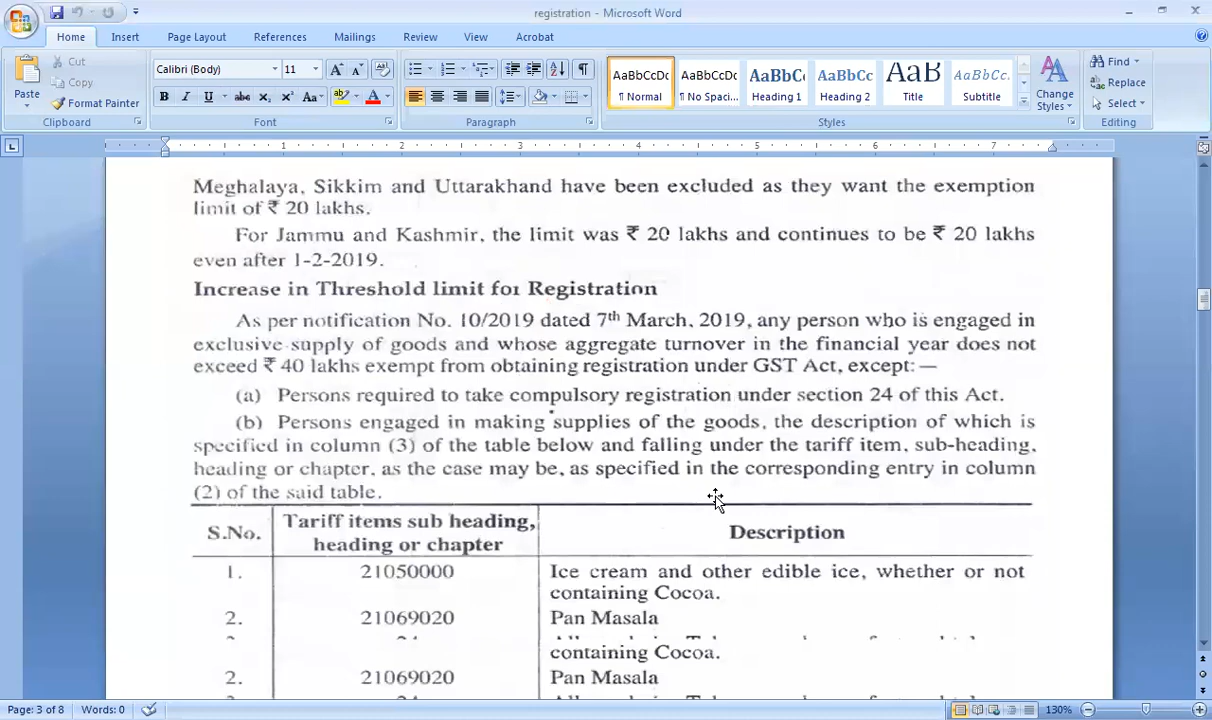 registration - Microsoft Word
Home Insert Page Layout References Mailings Review View Acrobat
Paste
Cut
Copy
Format Painter
Clipboard
Calibri (Body) 11
Font
Paragraph
AaBbCcDc AaBbCcDc AaBbC AaBbCc AaB AaBbCcDc
¶ Normal ¶ No Spaci... Heading 1 Heading 2 Title Subtitle
Change Styles
Styles
Find
Replace
Select
Editing
1 2 3 4 5 6 7
Meghalaya, Sikkim and Uttarakhand have been excluded as they want the exemption
limit of ₹ 20 lakhs.
For Jammu and Kashmir, the limit was ₹ 20 lakhs and continues to be ₹ 20 lakhs
even after 1-2-2019.
Increase in Threshold limit for Registration
As per notification No. 10/2019 dated 7th March, 2019, any person who is engaged in
exclusive supply of goods and whose aggregate turnover in the financial year does not
exceed ₹ 40 lakhs exempt from obtaining registration under GST Act, except: —
(a) Persons required to take compulsory registration under section 24 of this Act.
(b) Persons engaged in making supplies of the goods, the description of which is
specified in column (3) of the table below and falling under the tariff item, sub-heading,
heading or chapter, as the case may be, as specified in the corresponding entry in column
(2) of the said table.
S.No. Tariff items sub heading, heading or chapter Description
1. 21050000 Ice cream and other edible ice, whether or not
containing Cocoa.
2. 21069020 Pan Masala
containing Cocoa.
2. 21069020 Pan Masala
Page: 3 of 8 Words: 0 130%